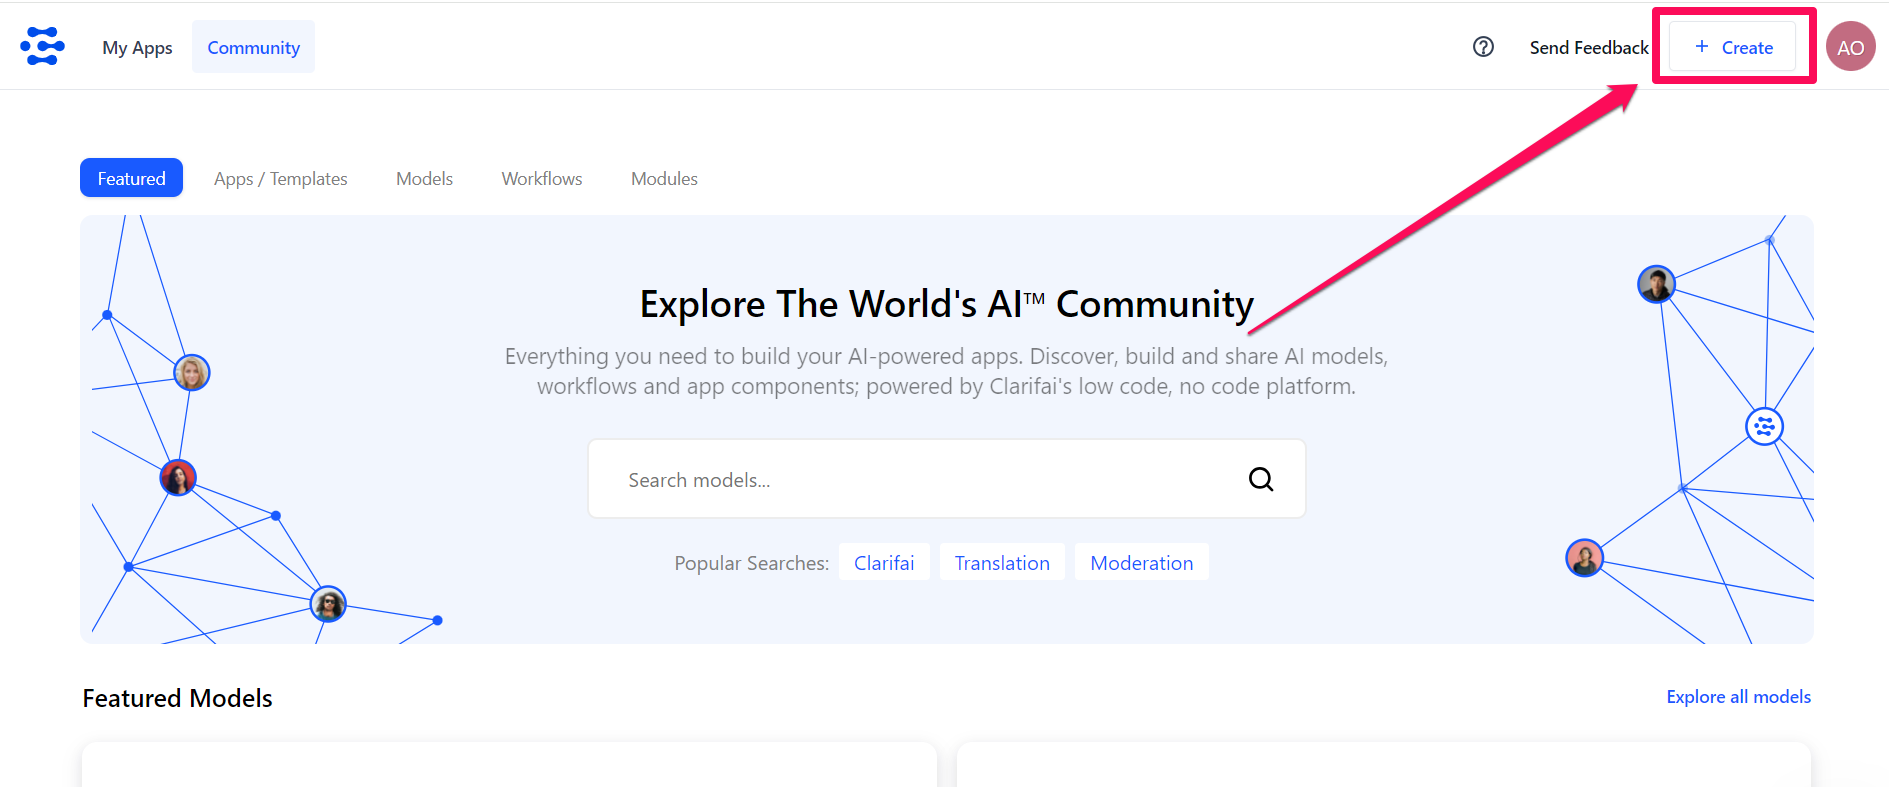 My Apps
Community
Send Feedback
+ Create
AO
Featured
Apps / Templates
Models
Workflows
Modules
Explore The World's AI™ Community
Everything you need to build your AI-powered apps. Discover, build and share AI models,
workflows and app components; powered by Clarifai's low code, no code platform.
Search models...
Popular Searches:
Clarifai
Translation
Moderation
Featured Models
Explore all models